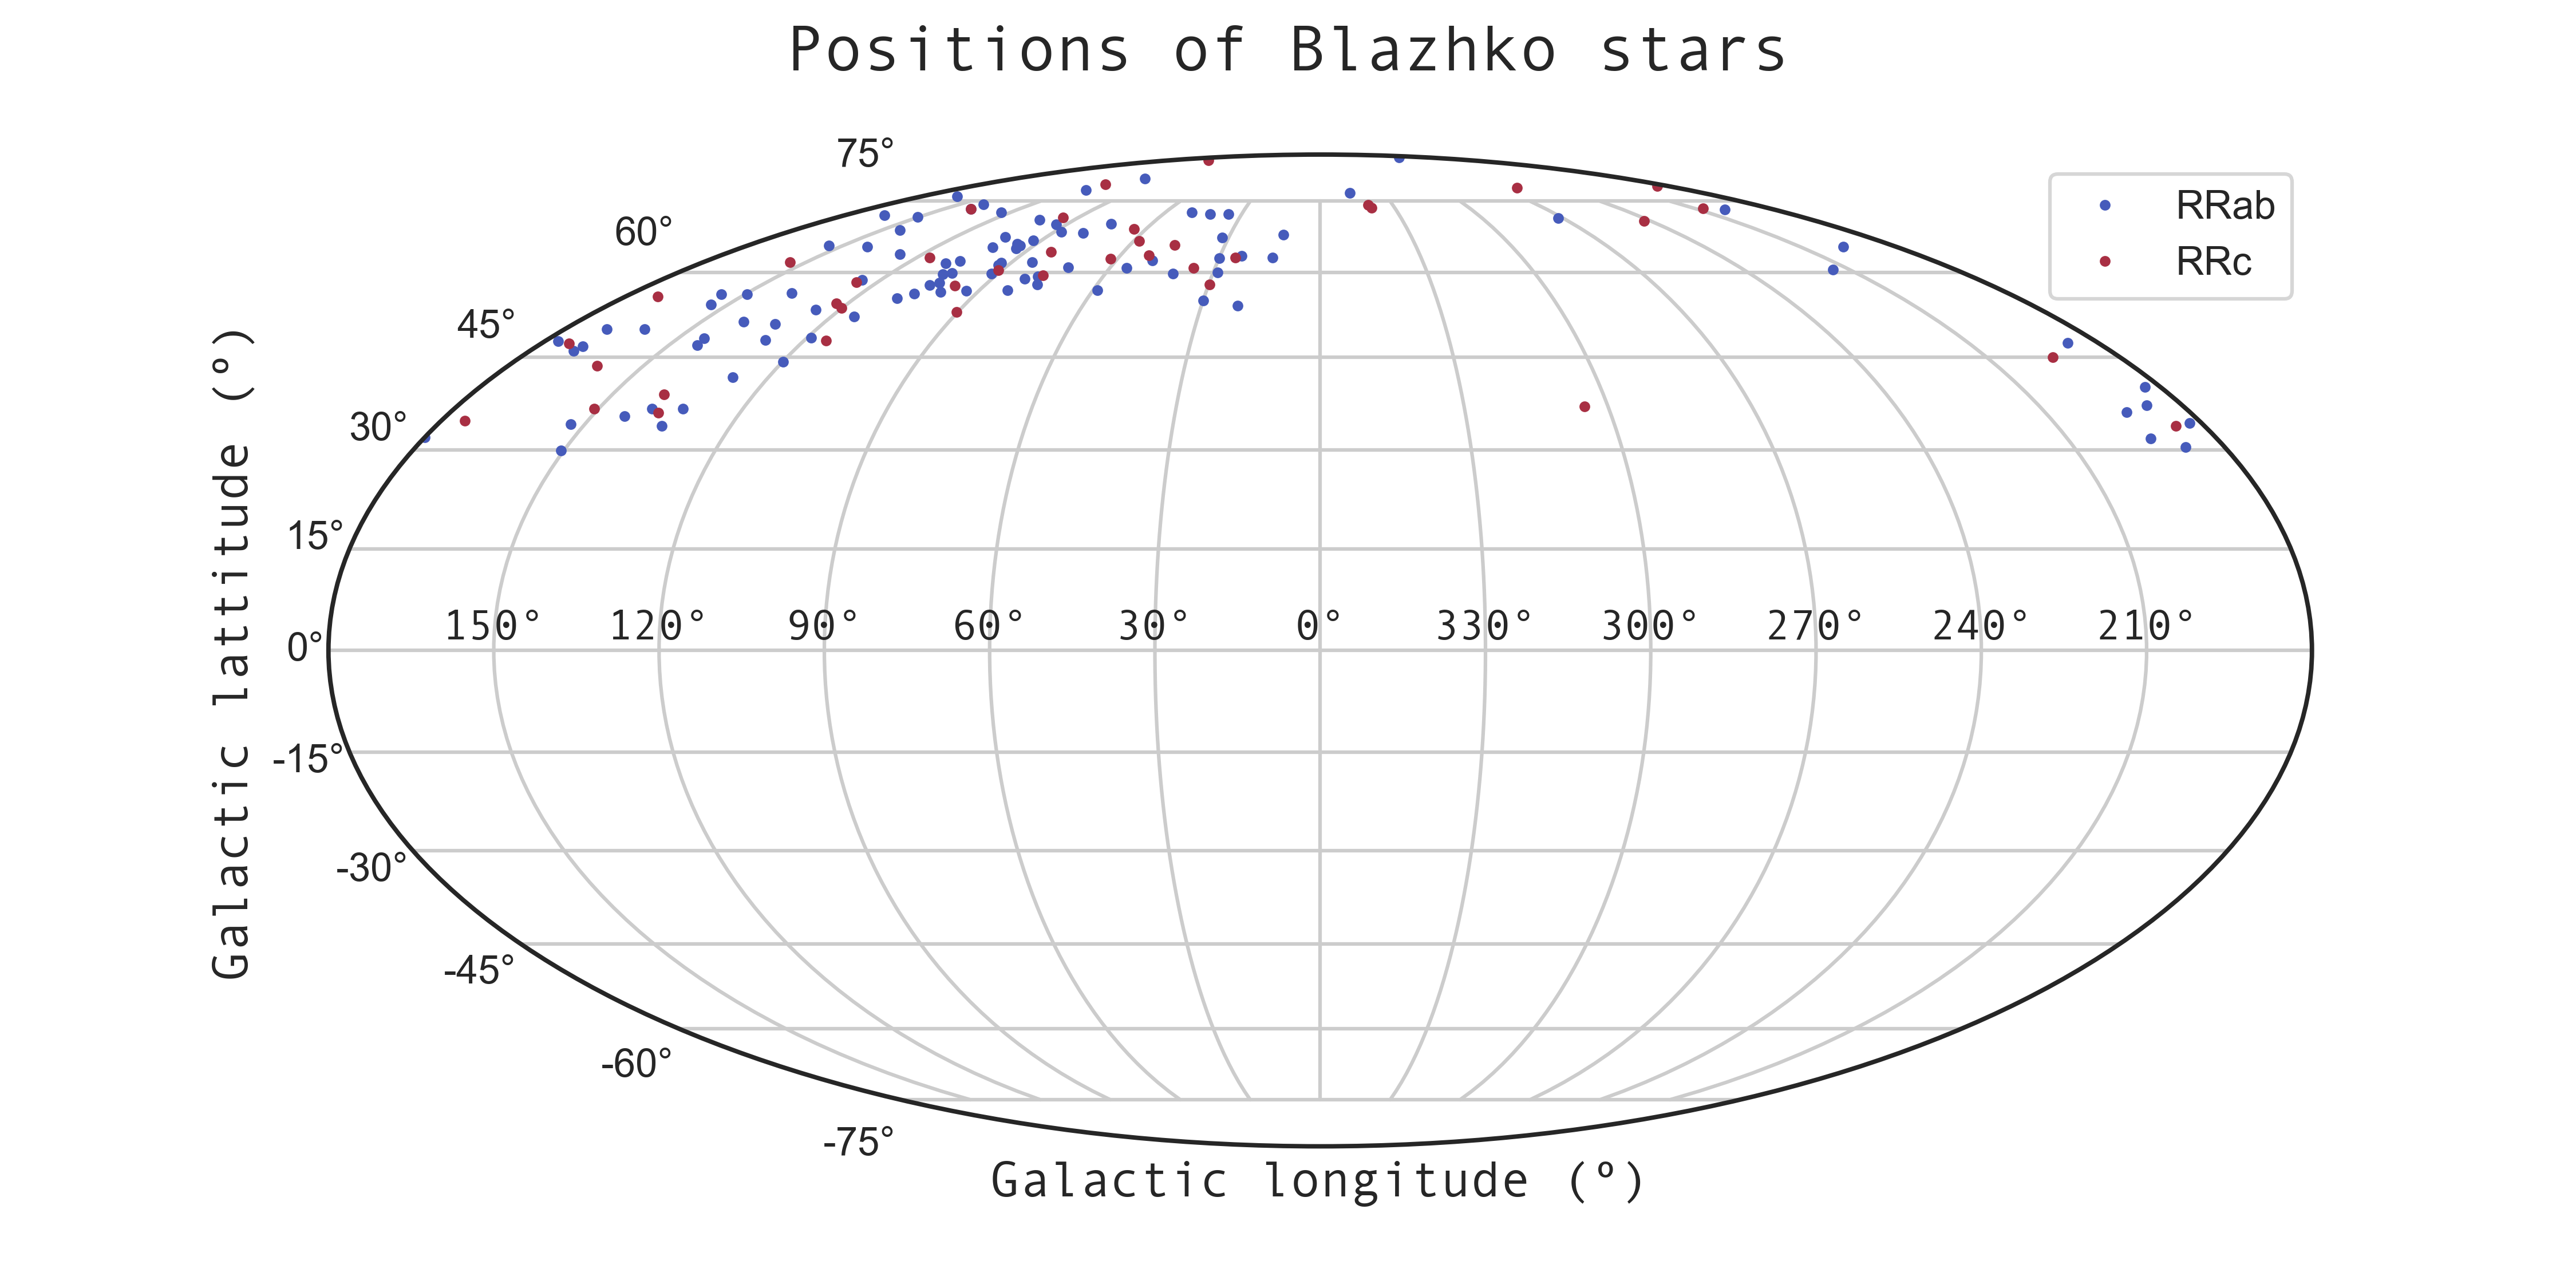 Positions of Blazhko stars
75°
60°
45°
30°
15°
0°
-15°
-30°
-45°
-60°
-75°
150° 120° 90° 60° 30° 0° 330° 300° 270° 240° 210°
RRab
RRc
Galactic lattitude (º)
Galactic longitude (º)